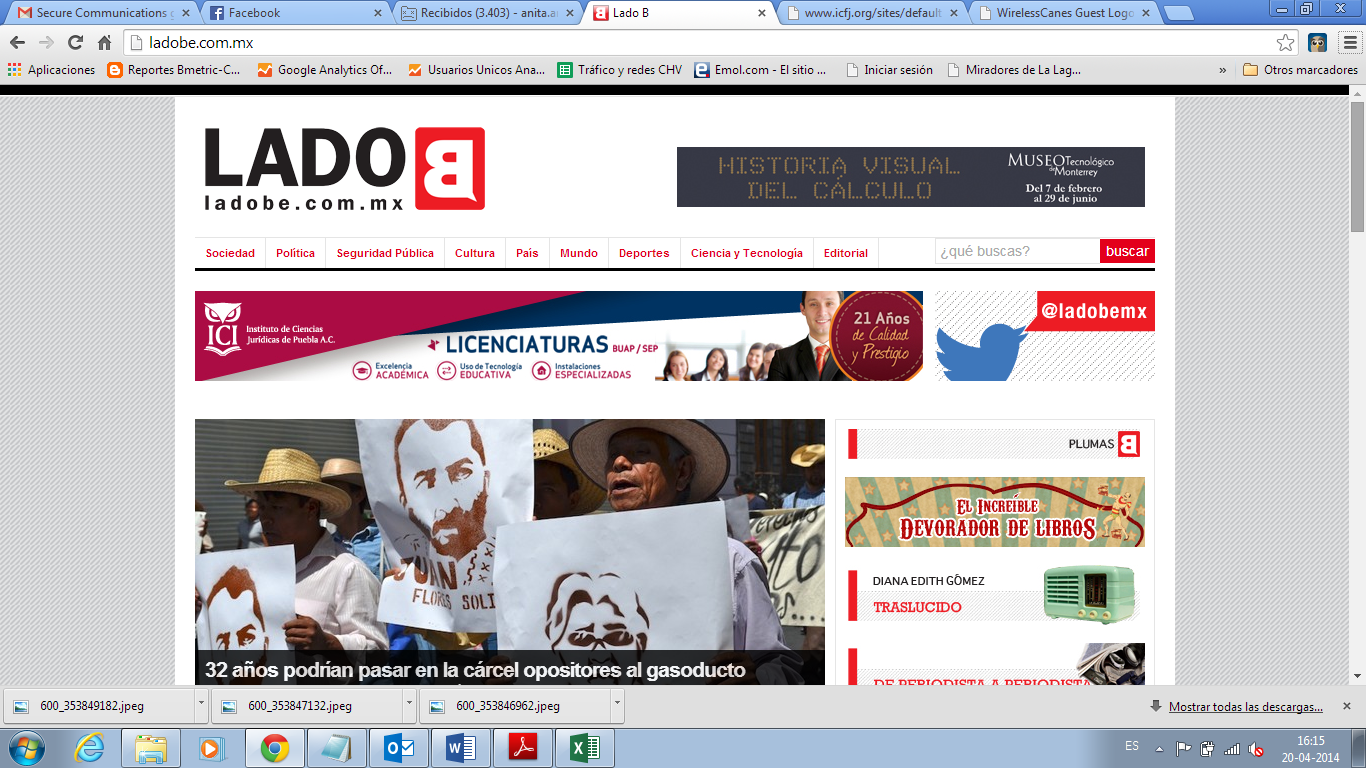 Secure Communications g
Facebook
Recibidos (3.403) - anita.ar
Lado B
www.icfj.org/sites/default
WirelessCanes Guest Logo
ladobe.com.mx
Aplicaciones
Reportes Bmetric-C...
Google Analytics Of...
Usuarios Unicos Ana...
Tráfico y redes CHV
Emol.com - El sitio ...
Iniciar sesión
Miradores de La Lag...
»
Otros marcadores
LADO B
ladobe.com.mx
HISTORIA VISUAL
DEL CÁLCULO
MUSEO Tecnológico
de Monterrey
Del 7 de febrero
al 29 de junio
Sociedad
Política
Seguridad Pública
Cultura
País
Mundo
Deportes
Ciencia y Tecnología
Editorial
¿qué buscas?
buscar
ICI
Instituto de Ciencias
Jurídicas de Puebla A.C.
LICENCIATURAS BUAP / SEP
Excelencia
ACADÉMICA
Uso de Tecnología
EDUCATIVA
Instalaciones
ESPECIALIZADAS
21 Años
de Calidad
y Prestigio
@ladobemx
JUAN
FLORES SOLI
32 años podrían pasar en la cárcel opositores al gasoducto
PLUMAS B
EL INCREÍBLE
DEVORADOR DE LIBROS
DIANA EDITH GÓMEZ
TRASLUCIDO
DE PERIODISTA A PERIODISTA
600_353849182.jpeg
600_353847132.jpeg
600_353846962.jpeg
Mostrar todas las descargas...
ES
16:15
20-04-2014